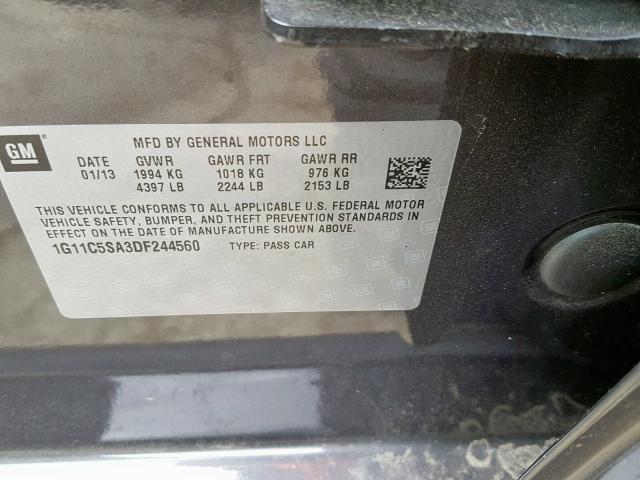 GM
MFD BY GENERAL MOTORS LLC
DATE GVWR GAWR FRT GAWR RR
01/13 1994 KG 1018 KG 976 KG
4397 LB 2244 LB 2153 LB
THIS VEHICLE CONFORMS TO ALL APPLICABLE U.S. FEDERAL MOTOR
VEHICLE SAFETY, BUMPER, AND THEFT PREVENTION STANDARDS IN
EFFECT ON THE DATE OF MANUFACTURE SHOWN ABOVE.
1G11C5SA3DF244560 TYPE: PASS CAR